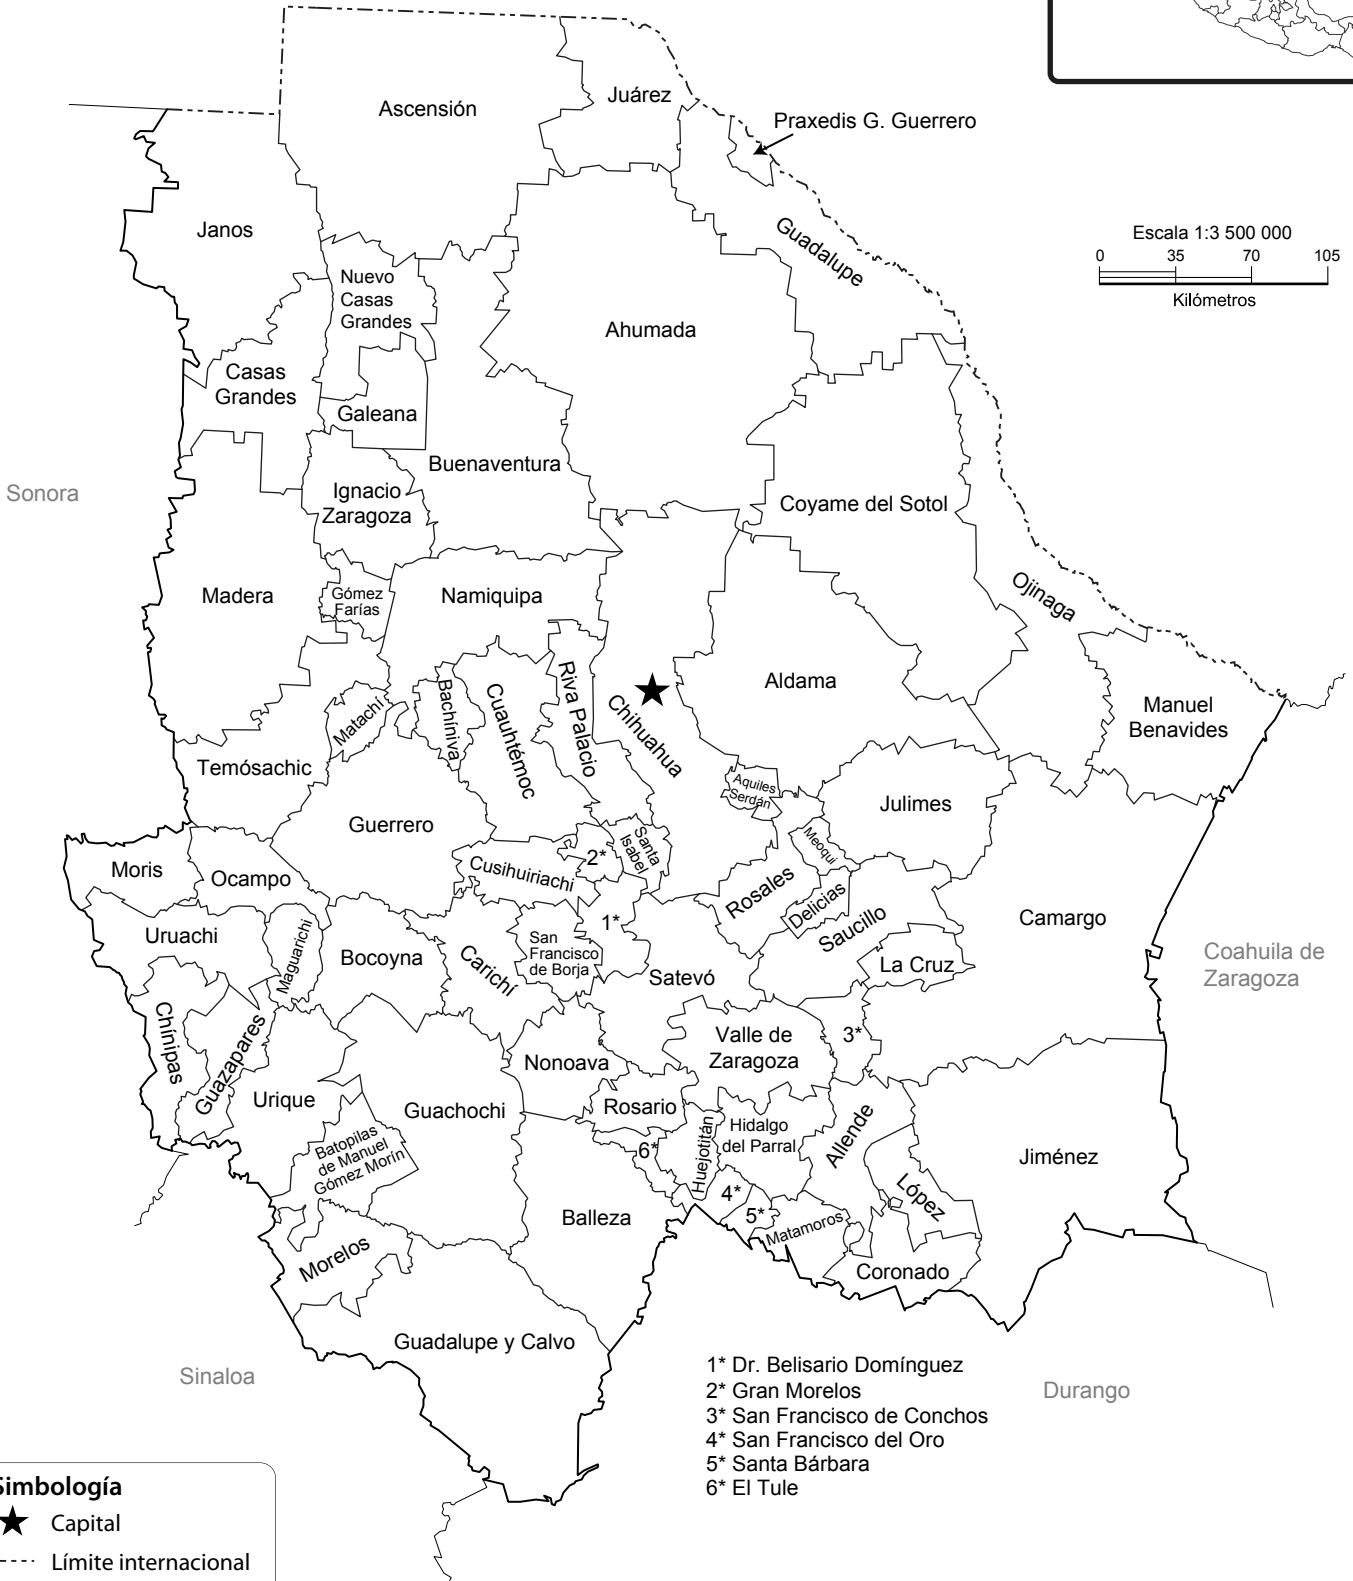 Ascensión
Juárez
Praxedis G. Guerrero
Janos
Guadalupe
Escala 1:3 500 000
0 35 70 105
Kilómetros
Nuevo
Casas
Grandes
Ahumada
Casas
Grandes
Galeana
Buenaventura
Sonora
Ignacio
Zaragoza
Coyame del Sotol
Madera
Gómez
Farías
Namiquipa
Ojinaga
Riva Palacio
Aldama
Bachíniva
Cuauhtémoc
Matachí
Chihuahua
Manuel
Benavides
Temósachic
Aquiles
Serdán
Julimes
Guerrero
Meoqui
Santa
Isabel
2*
Moris
Ocampo
Cusihuiriachi
Rosales
Delicias
Saucillo
Camargo
1*
Uruachi
Maguarichi
Bocoyna
Carichí
San
Francisco
de Borja
Satevó
La Cruz
Coahuila de
Zaragoza
Chínipas
Guazapares
Valle de
Zaragoza
3*
Nonoava
Urique
Guachochi
Rosario
Huejotitán
Hidalgo
del Parral
Allende
Jiménez
Batopilas
de Manuel
Gómez Morín
6*
4*
5*
López
Balleza
Matamoros
Morelos
Coronado
Guadalupe y Calvo
Sinaloa
Durango
1* Dr. Belisario Domínguez
2* Gran Morelos
3* San Francisco de Conchos
4* San Francisco del Oro
5* Santa Bárbara
6* El Tule
Simbología
Capital
Límite internacional